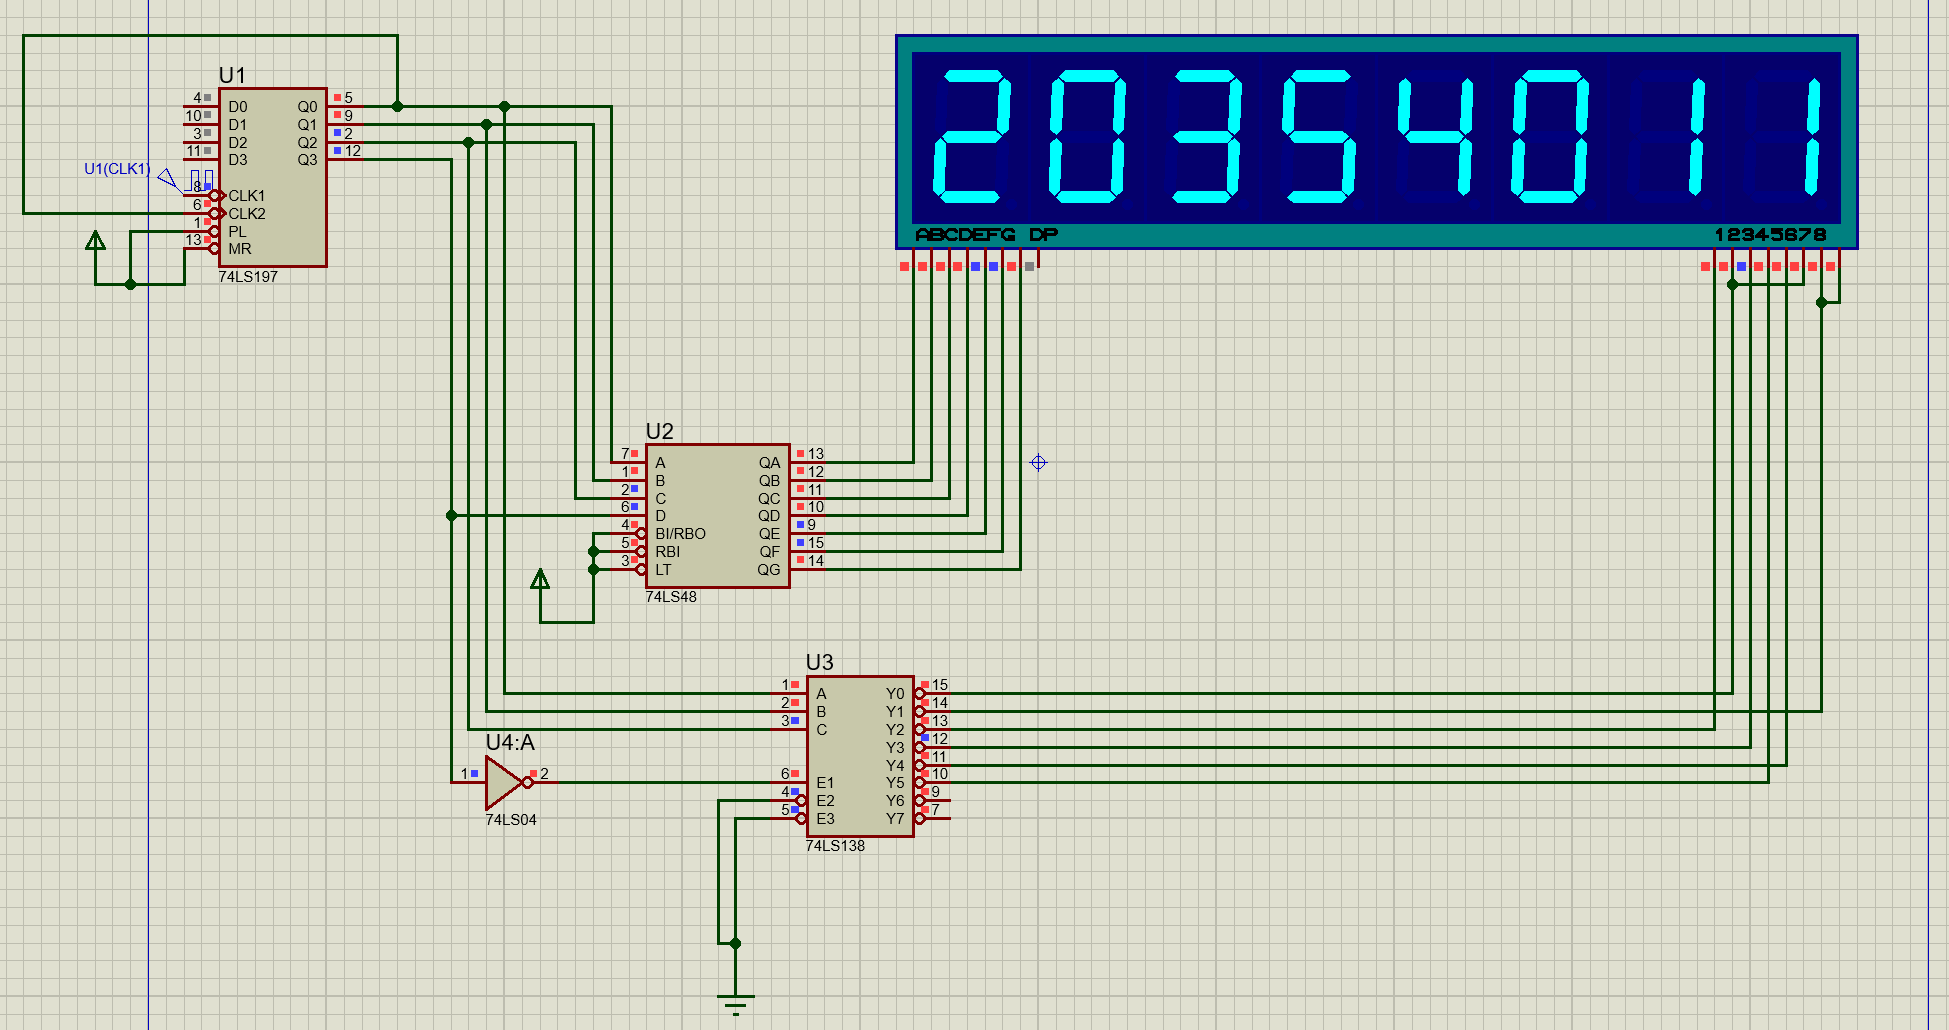 U1
4 D0 Q0 5
10 D1 Q1 9
3 D2 Q2 2
11 D3 Q3 12
U1(CLK1)
8 CLK1
6 CLK2
1 PL
13 MR
74LS197
20354011
ABCDEFG DP 12345678
U2
7 A QA 13
1 B QB 12
2 C QC 11
6 D QD 10
4 BI/RBO QE 9
5 RBI QF 15
3 LT QG 14
74LS48
U3
1 A Y0 15
2 B Y1 14
3 C Y2 13
Y3 12
Y4 11
6 E1 Y5 10
4 E2 Y6 9
5 E3 Y7 7
74LS138
U4:A
1 2
74LS04